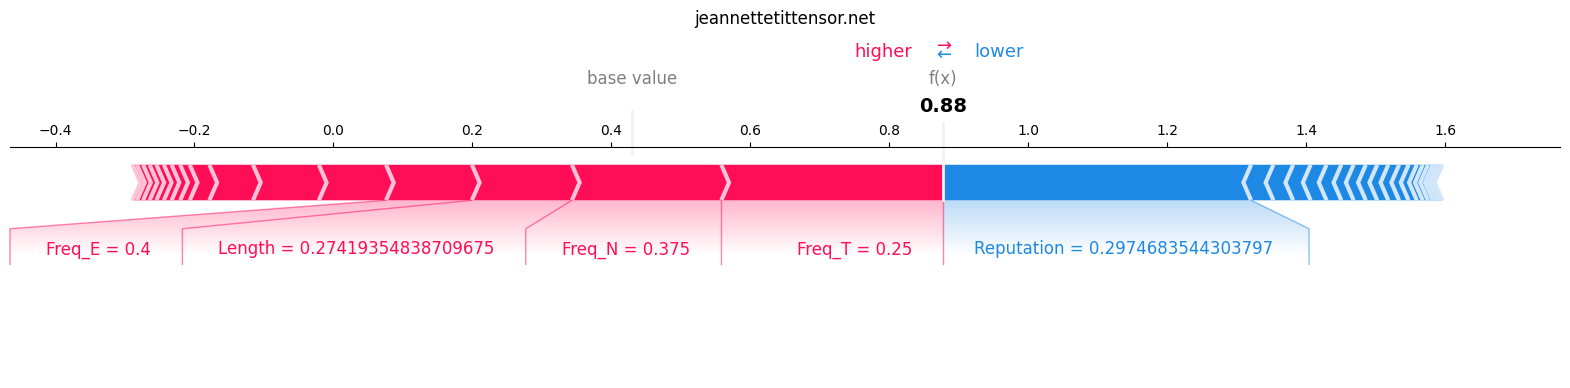 jeannettetittensor.net
higher → ← lower
base value f(x)
0.88
−0.4 −0.2 0.0 0.2 0.4 0.6 0.8 1.0 1.2 1.4 1.6
Freq_E = 0.4 Length = 0.27419354838709675 Freq_N = 0.375 Freq_T = 0.25 Reputation = 0.2974683544303797